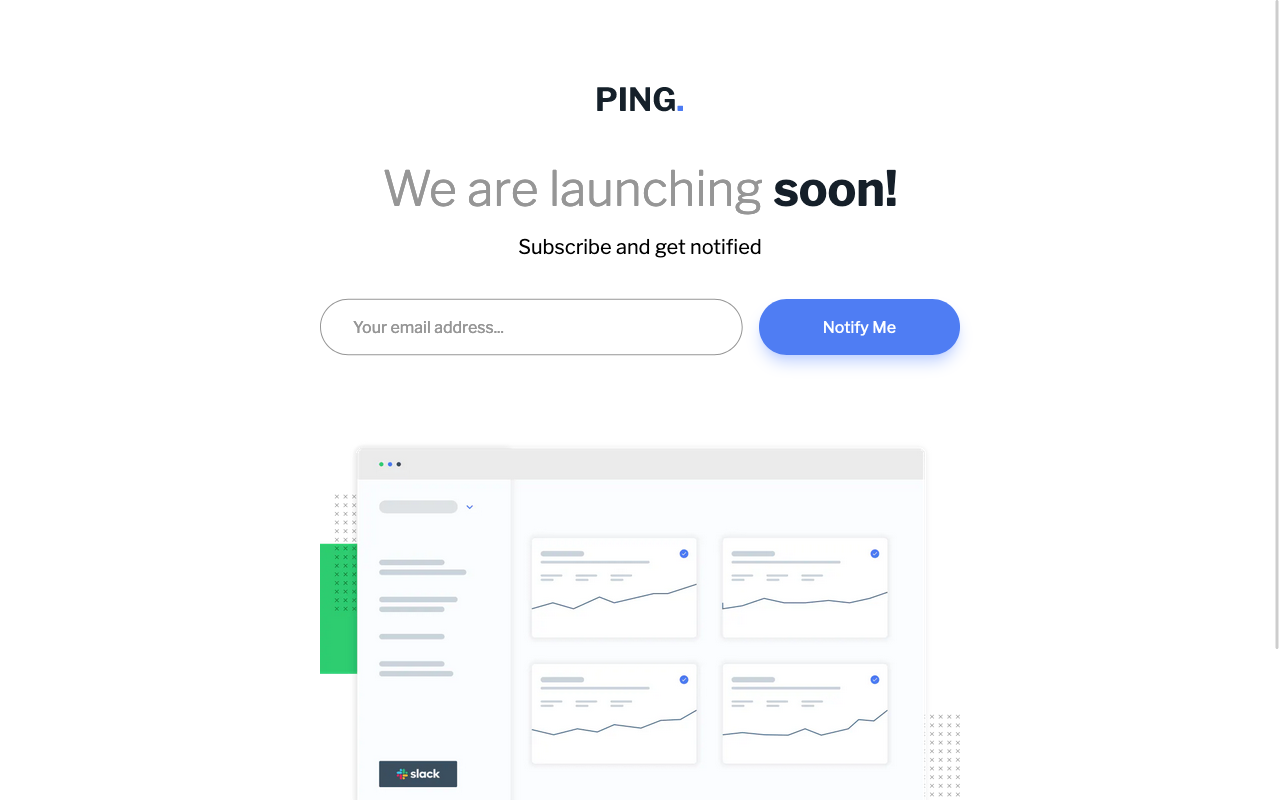 PING.
We are launching soon!
Subscribe and get notified
Your email address...
Notify Me
slack